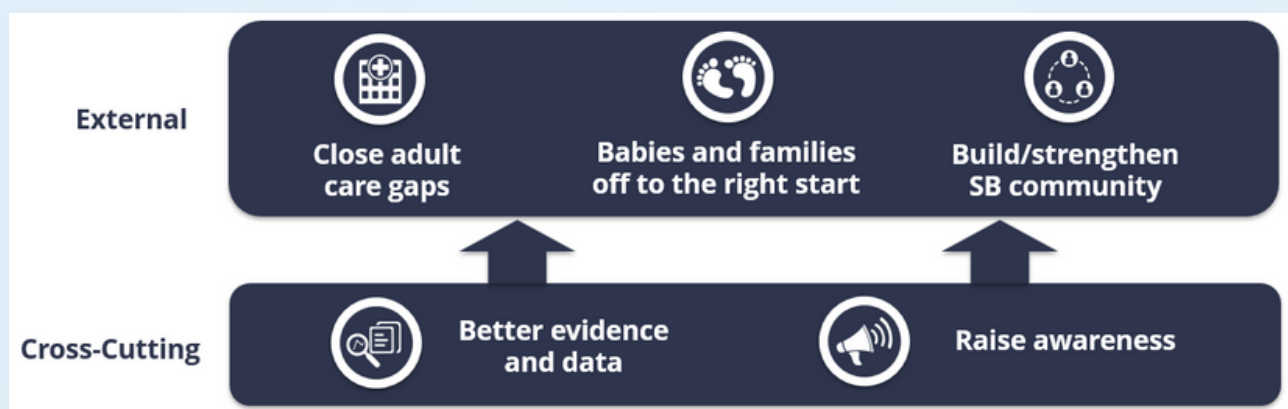 External
Close adult
care gaps
Babies and families
off to the right start
Build/strengthen
SB community
Cross-Cutting
Better evidence
and data
Raise awareness